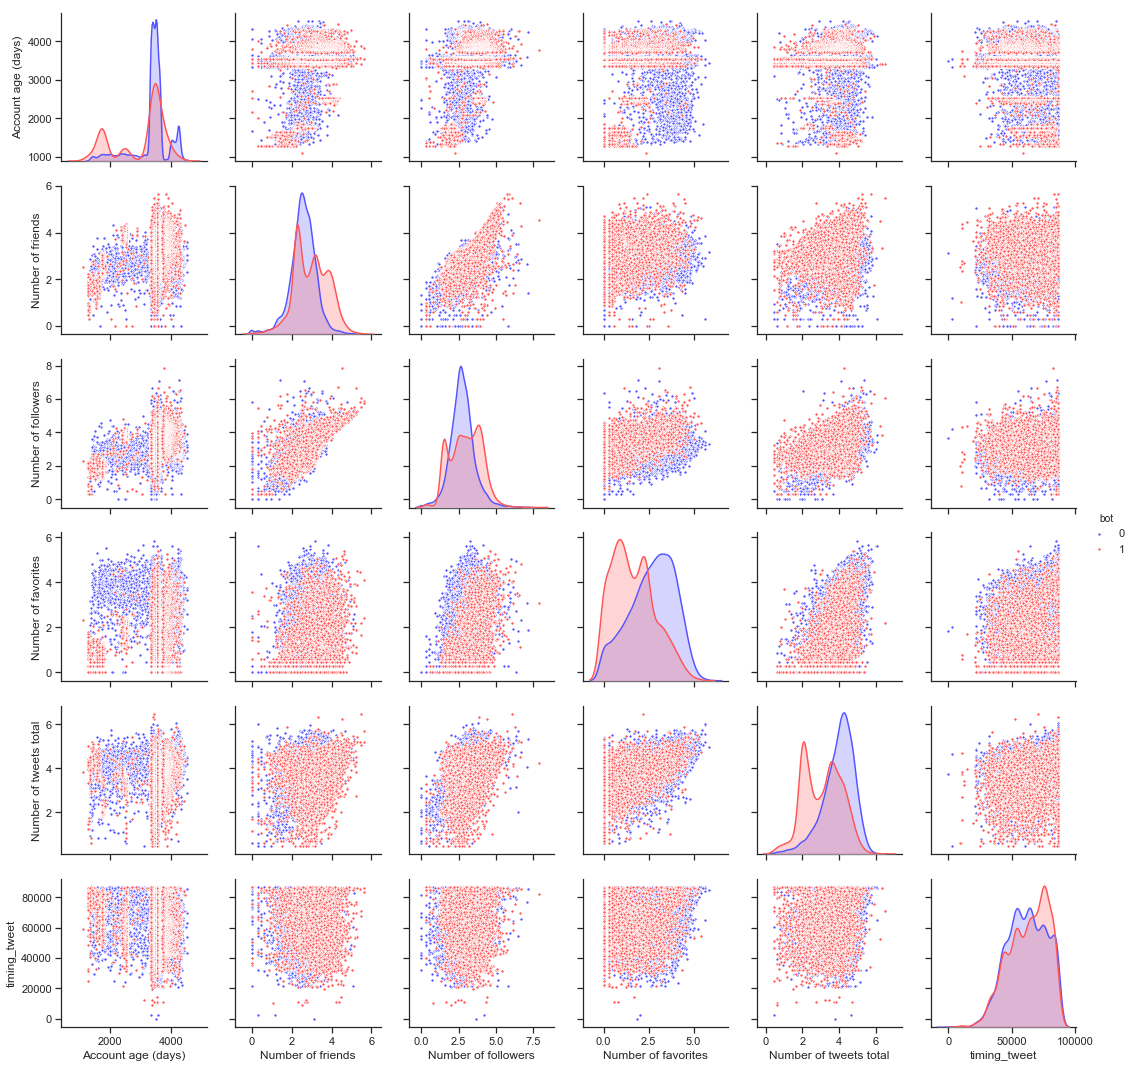 4000
3000
2000
1000
Account age (days)
6
4
2
0
Number of friends
8
6
4
2
0
Number of followers
6
4
2
0
Number of favorites
bot
0
1
6
4
2
Number of tweets total
80000
60000
40000
20000
0
timing_tweet
2000 4000
Account age (days)
0 2 4 6
Number of friends
0.0 2.5 5.0 7.5
Number of followers
0.0 2.5 5.0
Number of favorites
0 2 4 6
Number of tweets total
0 50000 100000
timing_tweet